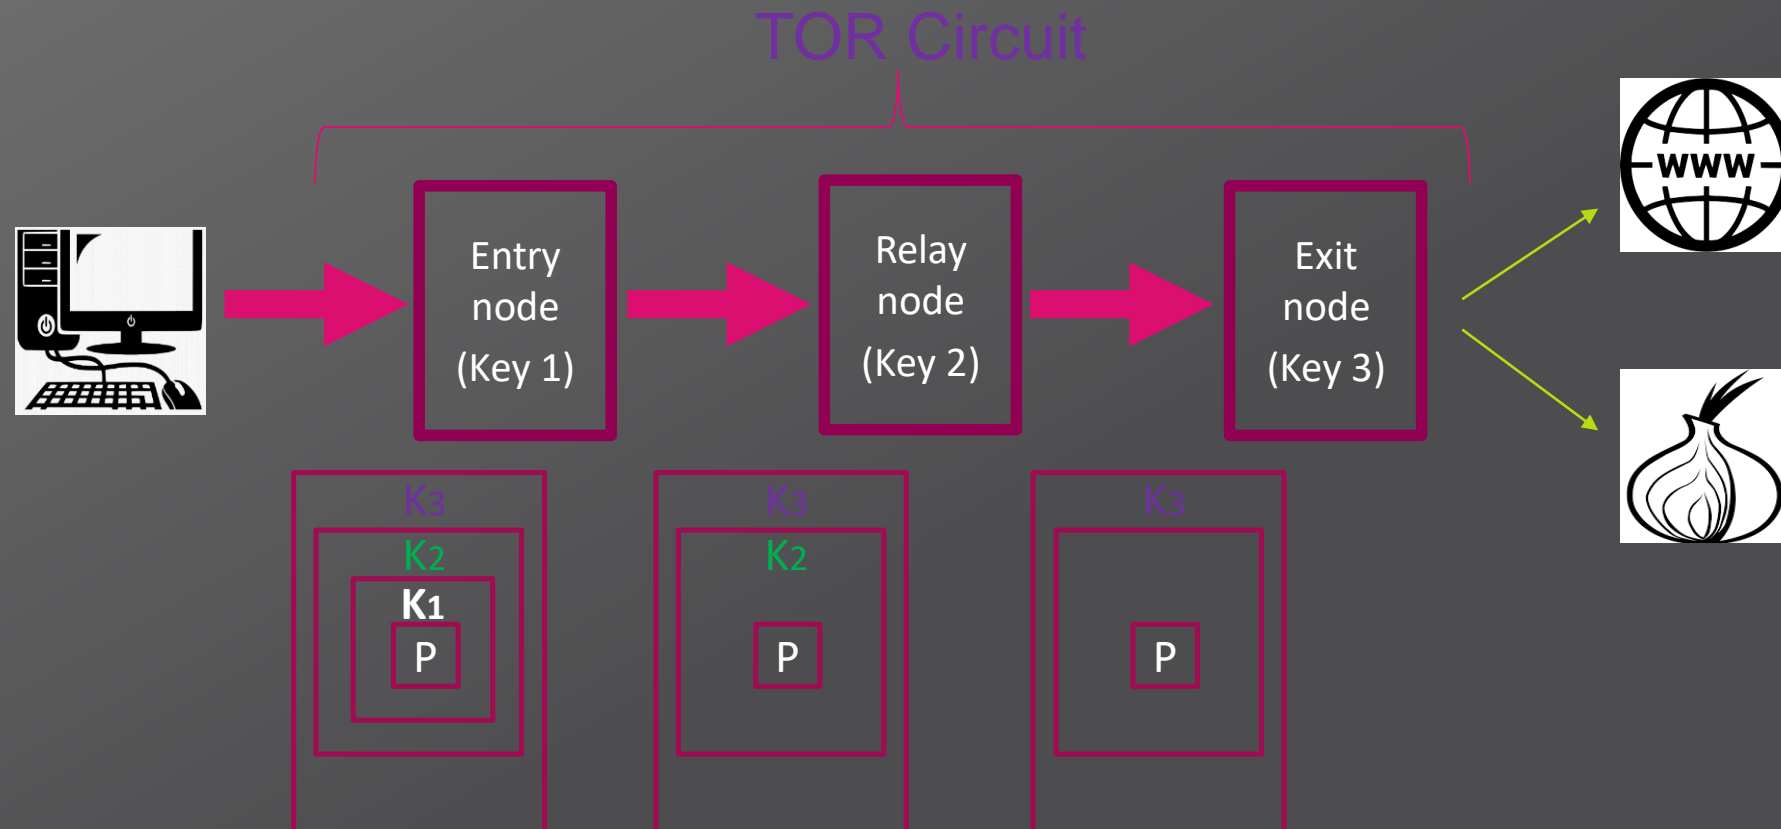 TOR Circuit
WWW
Entry
node
(Key 1)
Relay
node
(Key 2)
Exit
node
(Key 3)
K3
K2
K1
P
K3
K2
P
K3
P